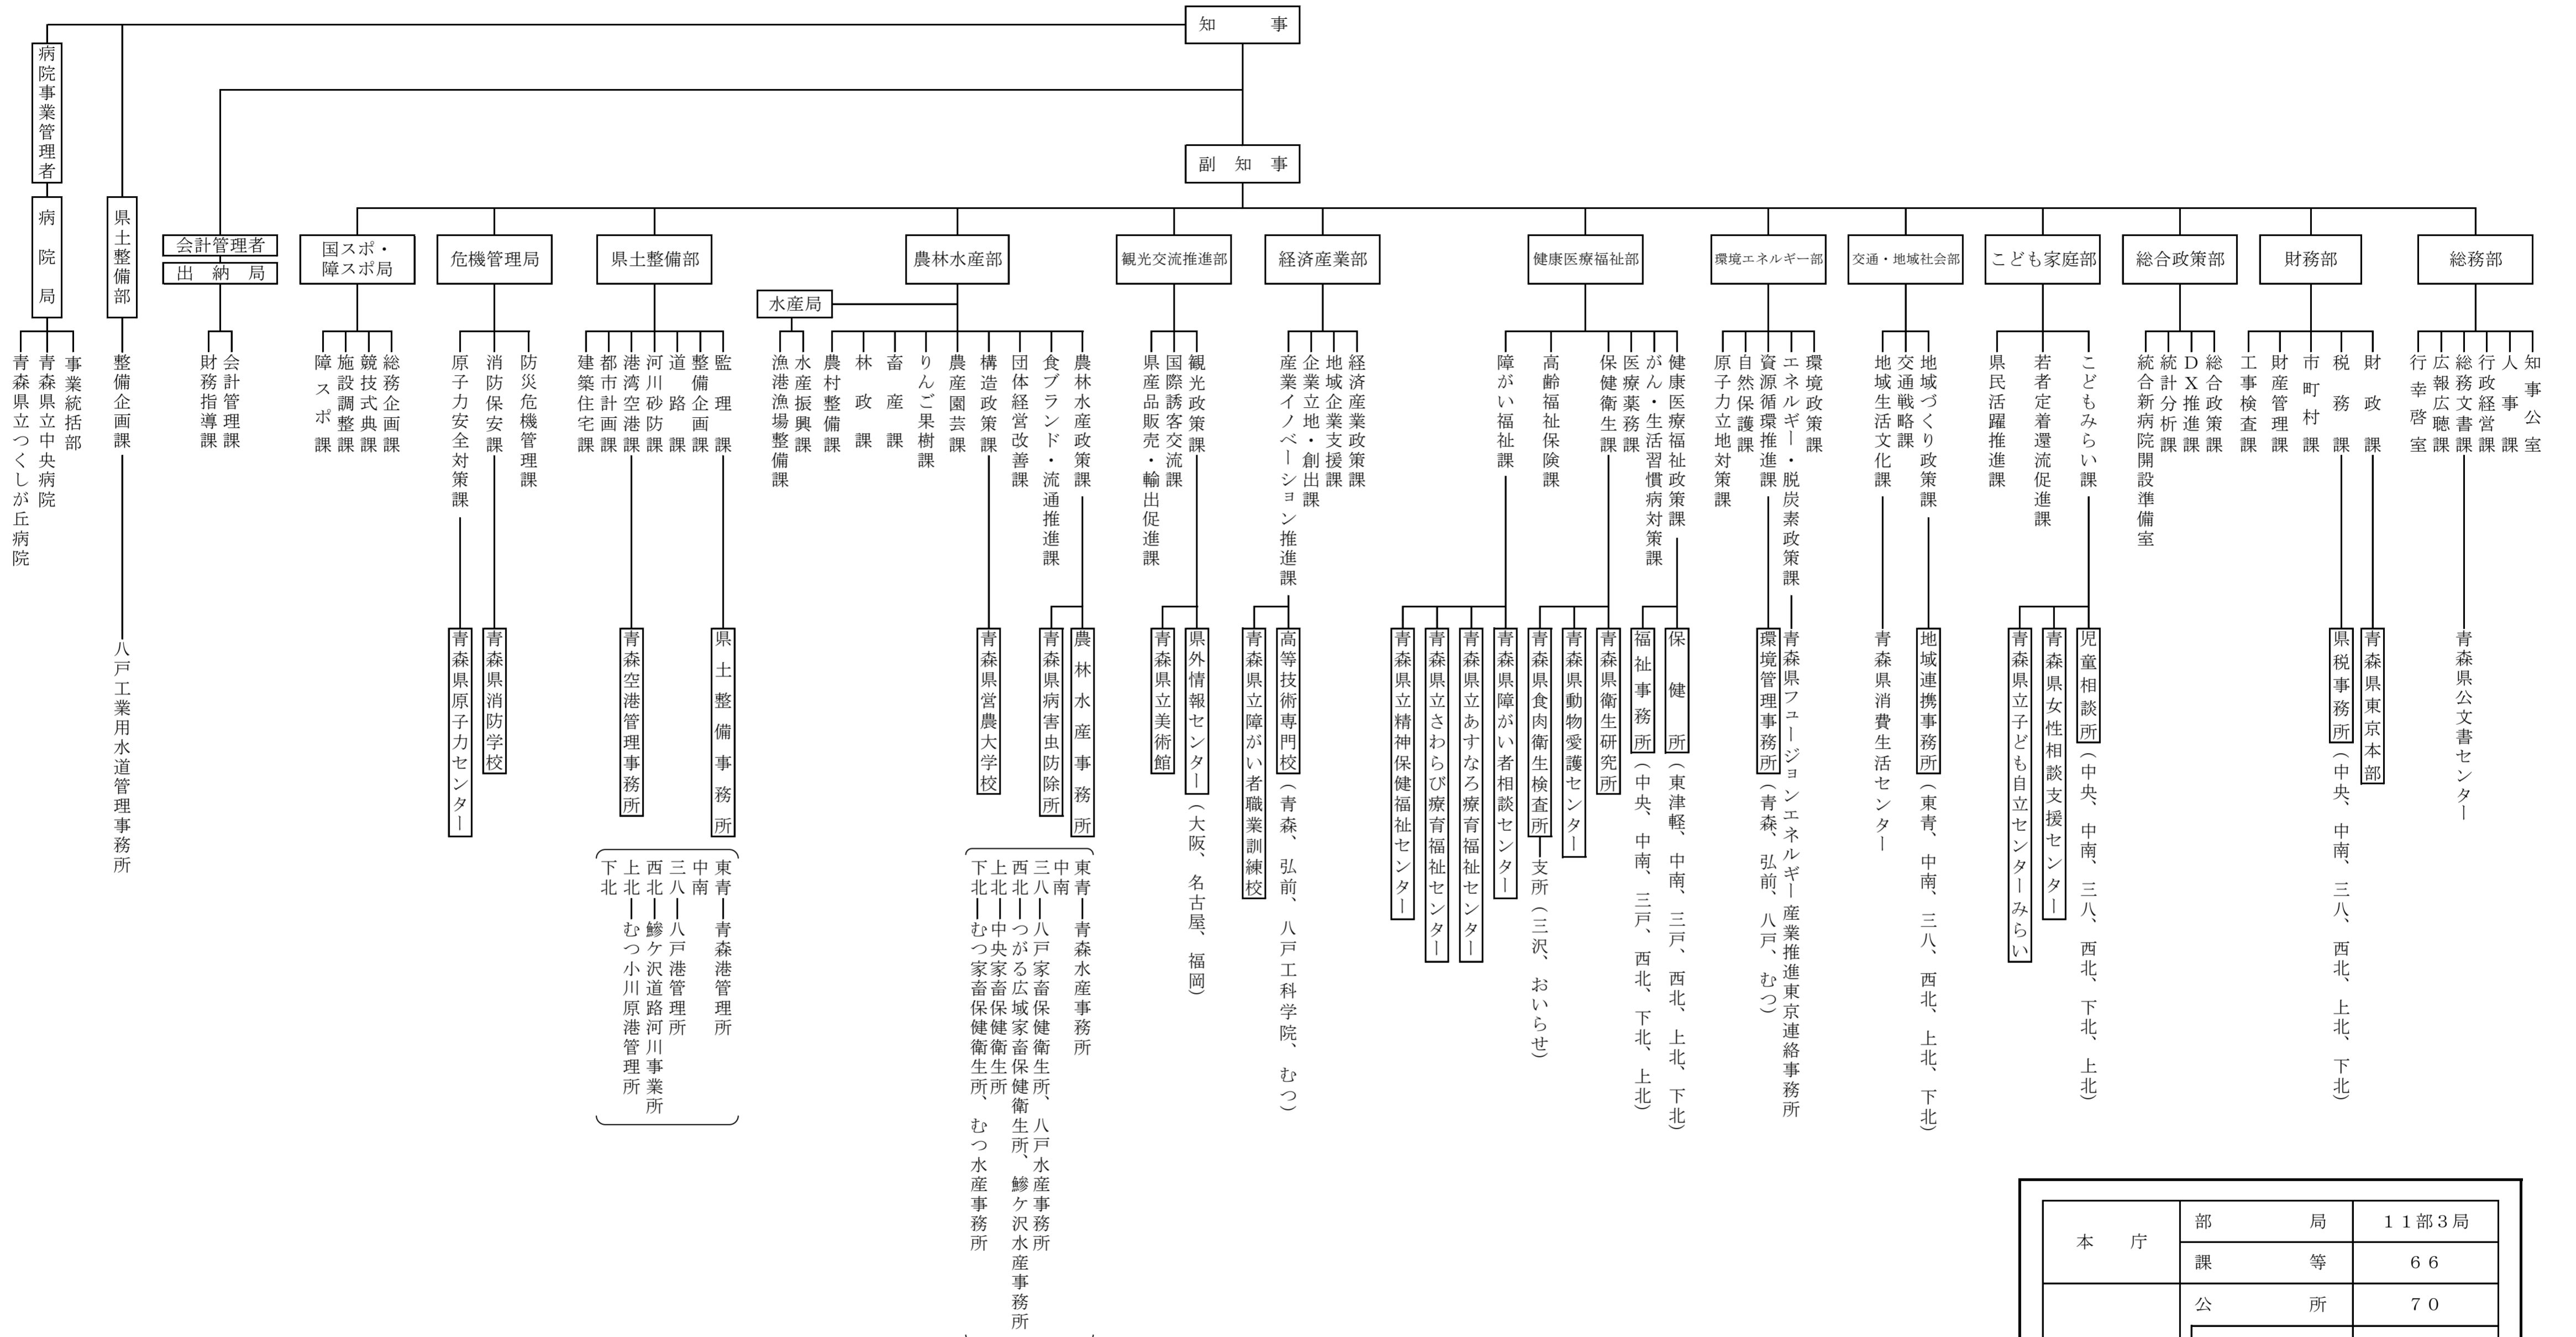 知事
副知事
病院事業管理者
病院局
事業統括部
青森県立中央病院
青森県立つくしが丘病院
県土整備部
整備企画課
八戸工業用水道管理事務所
会計管理者
出納局
会計管理課
財務指導課
総務部
知事公室
人事課
行政経営課
総務文書課
広報広聴課
行幸啓室
青森県公文書センター
財務部
財政課
税務課
市町村課
財産管理課
工事検査課
青森県東京本部
県税事務所（中央、中南、三八、西北、上北、下北）
総合政策部
総合政策課
ＤＸ推進課
統計分析課
統合新病院開設準備室
こども家庭部
こどもみらい課
若者定着還流促進課
県民活躍推進課
児童相談所（中央、中南、三八、西北、下北、上北）
青森県女性相談支援センター
青森県立子ども自立センターみらい
交通・地域社会部
地域づくり政策課
交通戦略課
地域生活文化課
地域連携事務所（東青、中南、三八、西北、上北、下北）
青森県消費生活センター
環境エネルギー部
環境政策課
エネルギー・脱炭素政策課
資源循環推進課
自然保護課
原子力立地対策課
青森県フュージョンエネルギー産業推進東京連絡事務所
環境管理事務所（青森、弘前、八戸、むつ）
健康医療福祉部
健康医療福祉政策課
がん・生活習慣病対策課
医療薬務課
保健衛生課
高齢福祉保険課
障がい福祉課
保健所（東津軽、中南、三戸、西北、上北、下北）
福祉事務所（中央、中南、三戸、西北、下北、上北）
青森県衛生研究所
青森県動物愛護センター
青森県食肉衛生検査所
支所（三沢、おいらせ）
青森県障がい者相談センター
青森県立あすなろ療育福祉センター
青森県立さわらび療育福祉センター
青森県立精神保健福祉センター
経済産業部
経済産業政策課
地域企業支援課
企業立地・創出課
産業イノベーション推進課
高等技術専門校（青森、弘前、八戸工科学院、むつ）
青森県立障がい者職業訓練校
観光交流推進部
観光政策課
国際誘客交流課
県産品販売・輸出促進課
県外情報センター（大阪、名古屋、福岡）
青森県立美術館
農林水産部
農林水産政策課
食ブランド・流通推進課
団体経営改善課
構造政策課
農産園芸課
りんご果樹課
畜産課
林政課
農村整備課
水産局
水産振興課
漁港漁場整備課
農林水産事務所
青森県病害虫防除所
青森県営農大学校
東青
青森水産事務所
中南
三八
八戸家畜保健衛生所、八戸水産事務所
西北
つがる広域家畜保健衛生所、鰺ケ沢水産事務所
上北
中央家畜保健衛生所
下北
むつ家畜保健衛生所、むつ水産事務所
県土整備部
監理課
整備企画課
道路課
河川砂防課
港湾空港課
都市計画課
建築住宅課
県土整備事務所
青森空港管理事務所
東青
青森港管理所
中南
三八
八戸港管理所
西北
鰺ケ沢道路河川事業所
上北
むつ小川原港管理所
下北
危機管理局
防災危機管理課
消防保安課
原子力安全対策課
青森県消防学校
青森県原子力センター
国スポ・
障スポ局
総務企画課
競技式典課
施設調整課
障スポ課
本庁
部局
１１部３局
課等
６６
公所
７０